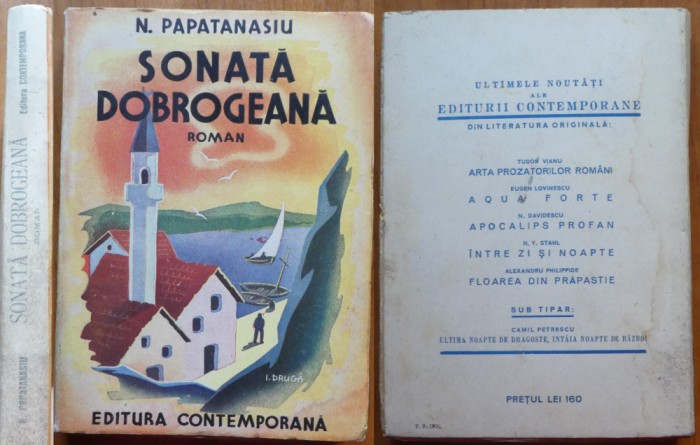 N. PAPATANASIU
SONATĂ DOBROGEANĂ
ROMAN
Editura CONTEMPORANA
N. PAPATANASIU
SONATĂ
DOBROGEANĂ
ROMAN
I. DRUGĂ
EDITURA CONTEMPORANĂ
ULTIMELE NOUTĂȚI
ALE
EDITURII CONTEMPORANE
DIN LITERATURA ORIGINALĂ:
TUDOR VIANU
ARTA PROZATORILOR ROMÂNI
EUGEN LOVINESCU
AQUA FORTE
N. DAVIDESCU
APOCALIPS PROFAN
H. Y. STAHL
ÎNTRE ZI ȘI NOAPTE
ALEXANDRU PHILIPPIDE
FLOAREA DIN PRĂPASTIE
SUB TIPAR:
CAMIL PETRESCU
ULTIMA NOAPTE DE DRAGOSTE, INTÂIA NOAPTE DE RĂZBOI
PREȚUL LEI 160